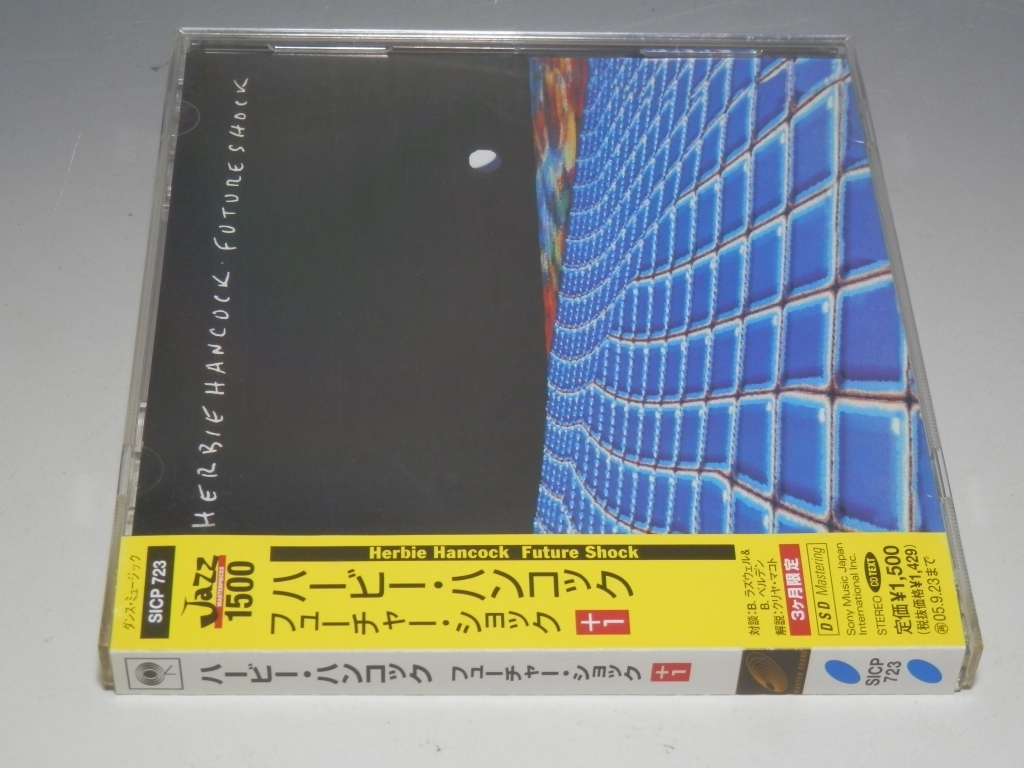 HERBIE HANCOCK · FUTURE SHOCK
ダンス・ミュージック
SICP 723
Jazz
1500
Herbie Hancock Future Shock
ハービー・ハンコック
フューチャー・ショック +1
対談：B. ラズウェル&
B. ベルデン
解説：クリヤ・マコト
3ヶ月限定
DSD Mastering
Sony Music Japan
International Inc.
STEREO CD TEXT
定価¥1,500
(税抜価格¥1,429)
05.9.23まで
ハービー・ハンコック フューチャー・ショック +1
SICP
723